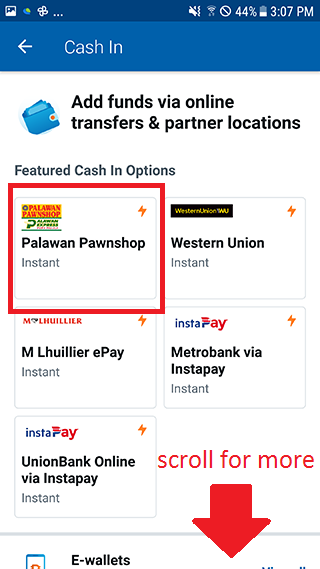 ... 44% 3:07 PM
Cash In
Add funds via online
transfers & partner locations
Featured Cash In Options
PALAWAN
PAWNSHOP
PALAWAN
EXPRESS
Palawan Pawnshop
Instant
WesternUnion WU
Western Union
Instant
M LHUILLIER
M Lhuillier ePay
Instant
instaPay
Metrobank via
Instapay
Instant
instaPay
UnionBank Online
via Instapay
Instant
scroll for more
E-wallets